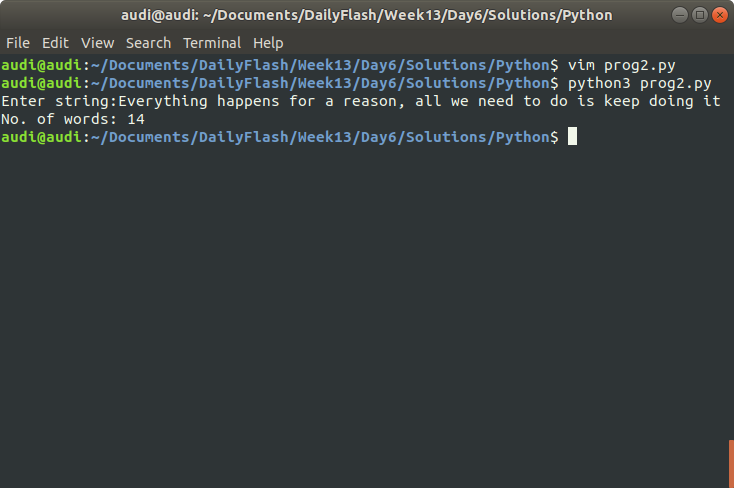 audi@audi: ~/Documents/DailyFlash/Week13/Day6/Solutions/Python
File Edit View Search Terminal Help
audi@audi:~/Documents/DailyFlash/Week13/Day6/Solutions/Python$ vim prog2.py
audi@audi:~/Documents/DailyFlash/Week13/Day6/Solutions/Python$ python3 prog2.py
Enter string:Everything happens for a reason, all we need to do is keep doing it
No. of words: 14
audi@audi:~/Documents/DailyFlash/Week13/Day6/Solutions/Python$